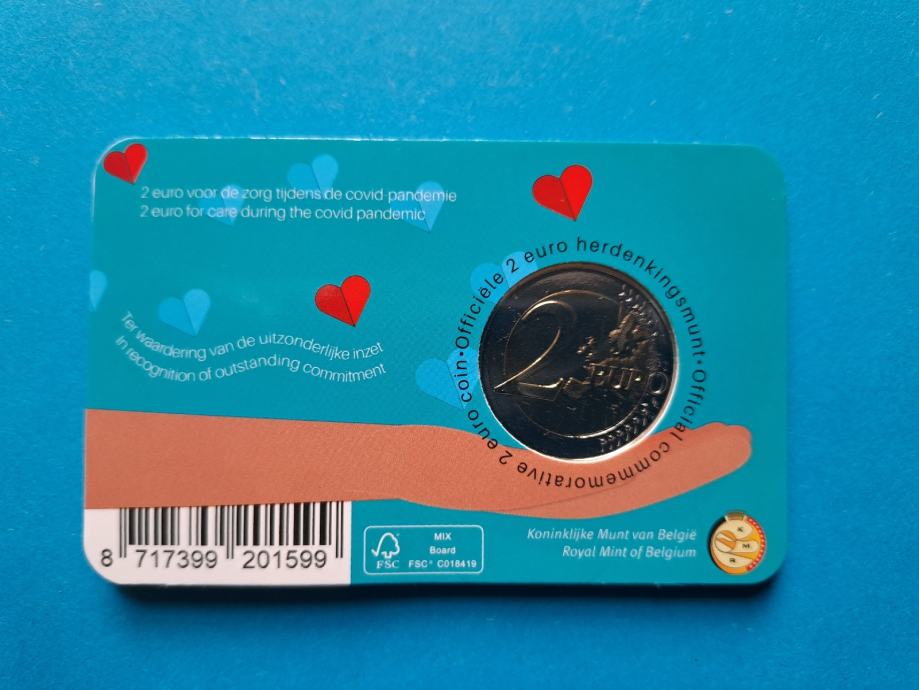 2 euro voor de zorg tijdens de covid-pandemie
2 euro for care during the covid pandemic
Ter waardering van de uitzonderlijke inzet
in recognition of outstanding commitment
Officiële 2 euro herdenkingsmunt • Official commemorative 2 euro coin •
2 EURO
8 717399 201599
FSC
MIX
Board
FSC® C018419
Koninklijke Munt van België
Royal Mint of Belgium
K
M
B